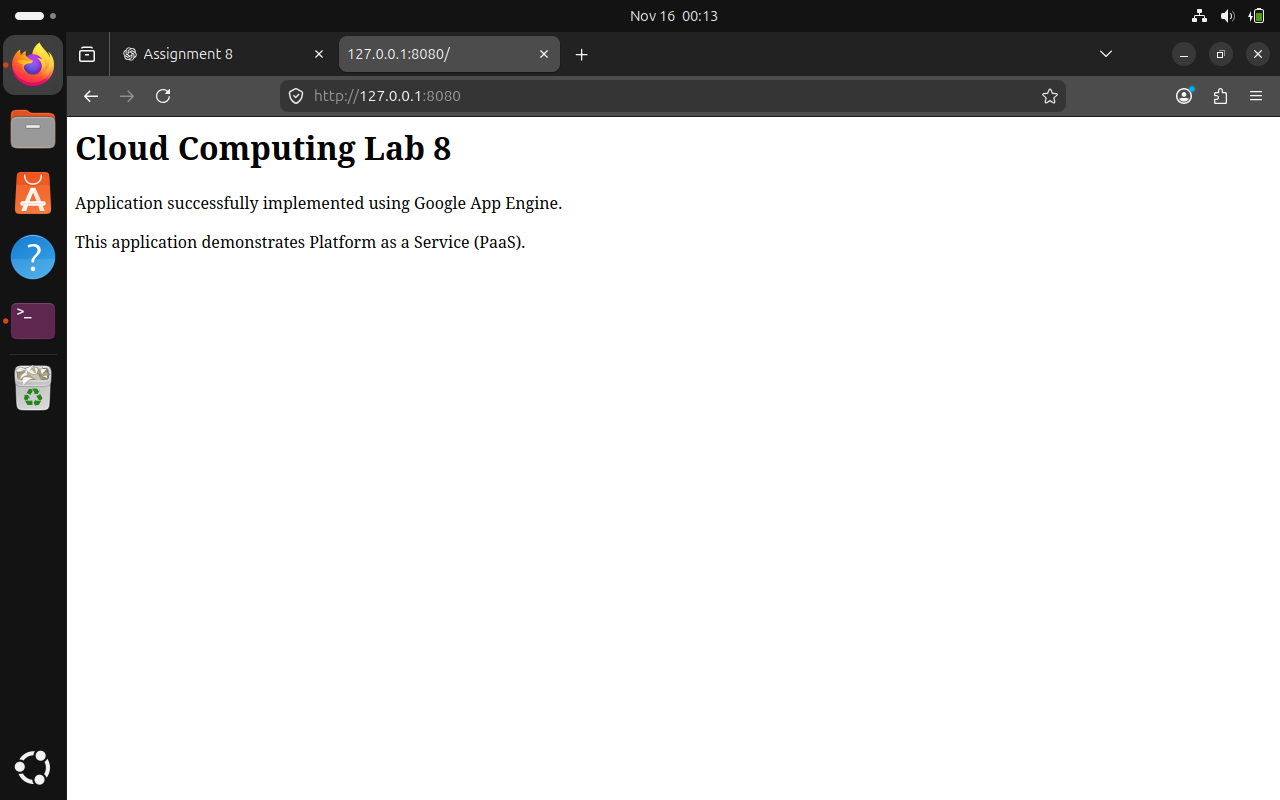 Nov 16 00:13
Assignment 8
127.0.0.1:8080/
http://127.0.0.1:8080
Cloud Computing Lab 8
Application successfully implemented using Google App Engine.
This application demonstrates Platform as a Service (PaaS).
A
?
>_